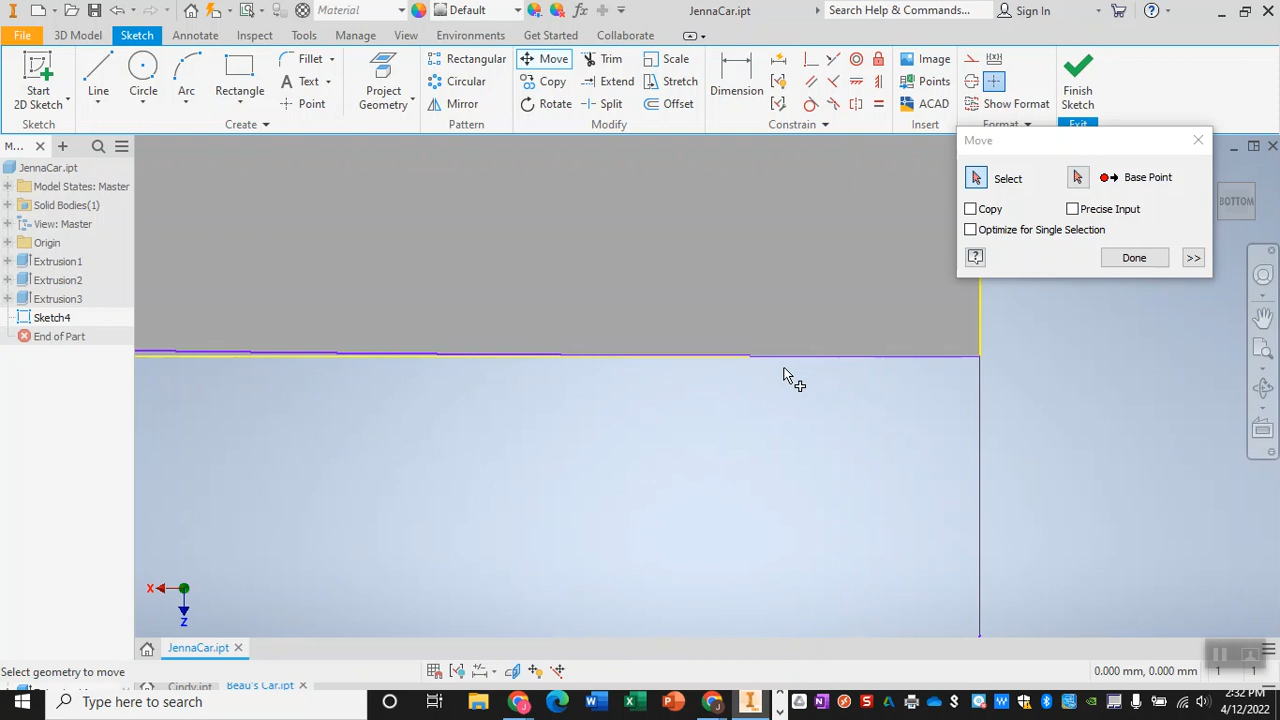 Material
Default
JennaCar.ipt
Search Help & Commands...
Sign In
File
3D Model
Sketch
Annotate
Inspect
Tools
Manage
View
Environments
Get Started
Collaborate
Start
2D Sketch
Line
Circle
Arc
Rectangle
Fillet
Text
Point
Project
Geometry
Rectangular
Circular
Mirror
Move
Copy
Rotate
Trim
Extend
Split
Scale
Stretch
Offset
Dimension
Image
Points
ACAD
Show Format
Finish
Sketch
Sketch
Create
Pattern
Modify
Constrain
Insert
Format
Exit
M...
JennaCar.ipt
Model States: Master
Solid Bodies(1)
View: Master
Origin
Extrusion1
Extrusion2
Extrusion3
Sketch4
End of Part
Move
Select
Base Point
Copy
Precise Input
Optimize for Single Selection
Done
>>
BOTTOM
X
Z
JennaCar.ipt
Select geometry to move
0.000 mm, 0.000 mm
1
1
Cindy.ipt
Beau's Car.ipt
Type here to search
2:32 PM
4/12/2022